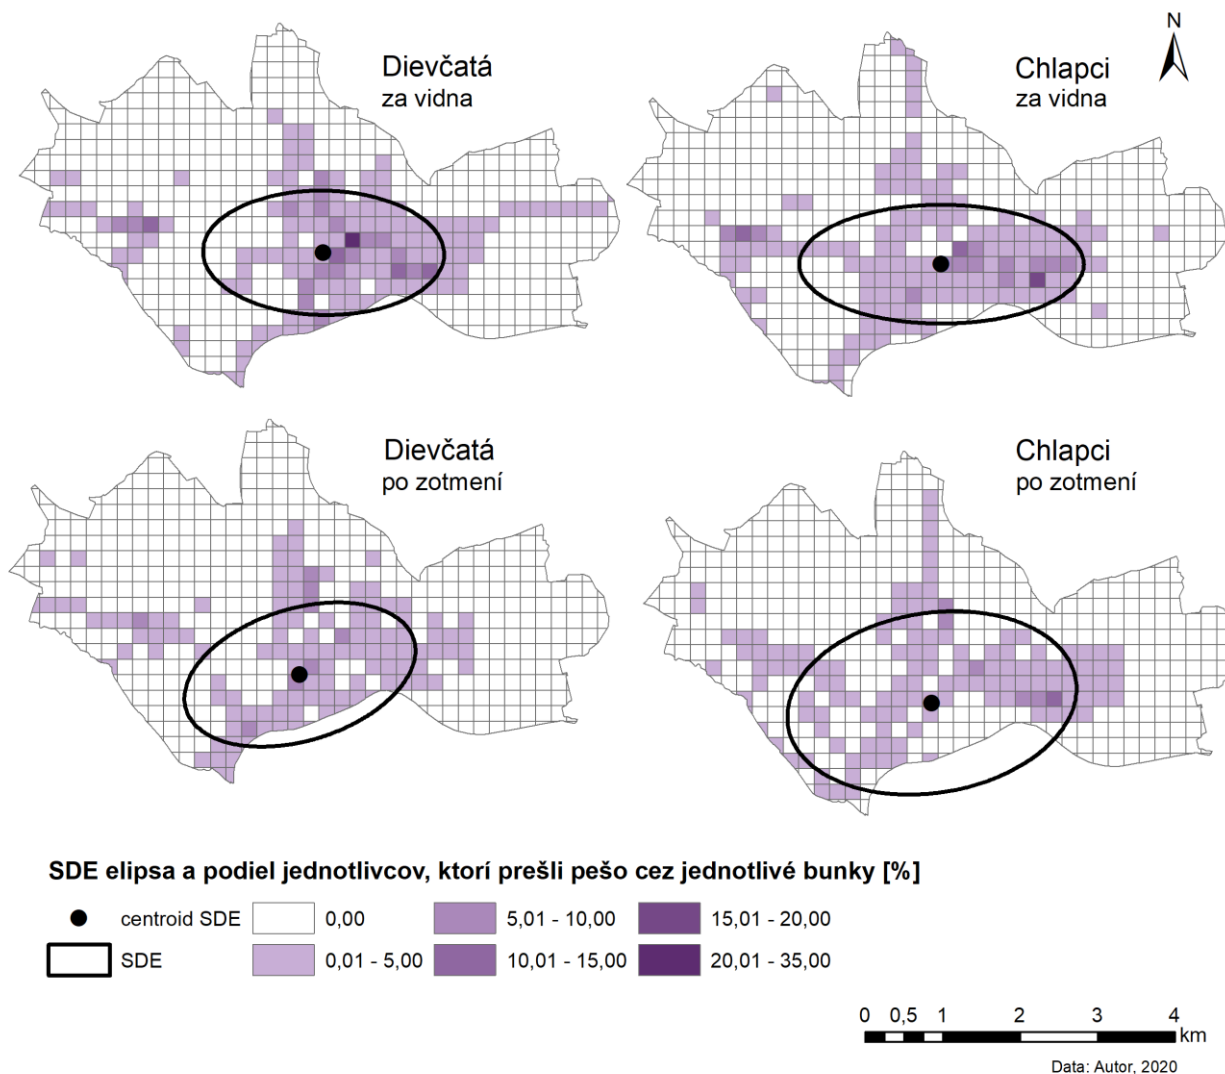 N
Dievčatá
za vidna
Chlapci
za vidna
Dievčatá
po zotmení
Chlapci
po zotmení
SDE elipsa a podiel jednotlivcov, ktorí prešli pešo cez jednotlivé bunky [%]
centroid SDE
0,00
5,01 - 10,00
15,01 - 20,00
SDE
0,01 - 5,00
10,01 - 15,00
20,01 - 35,00
0 0,5 1 2 3 4
km
Data: Autor, 2020